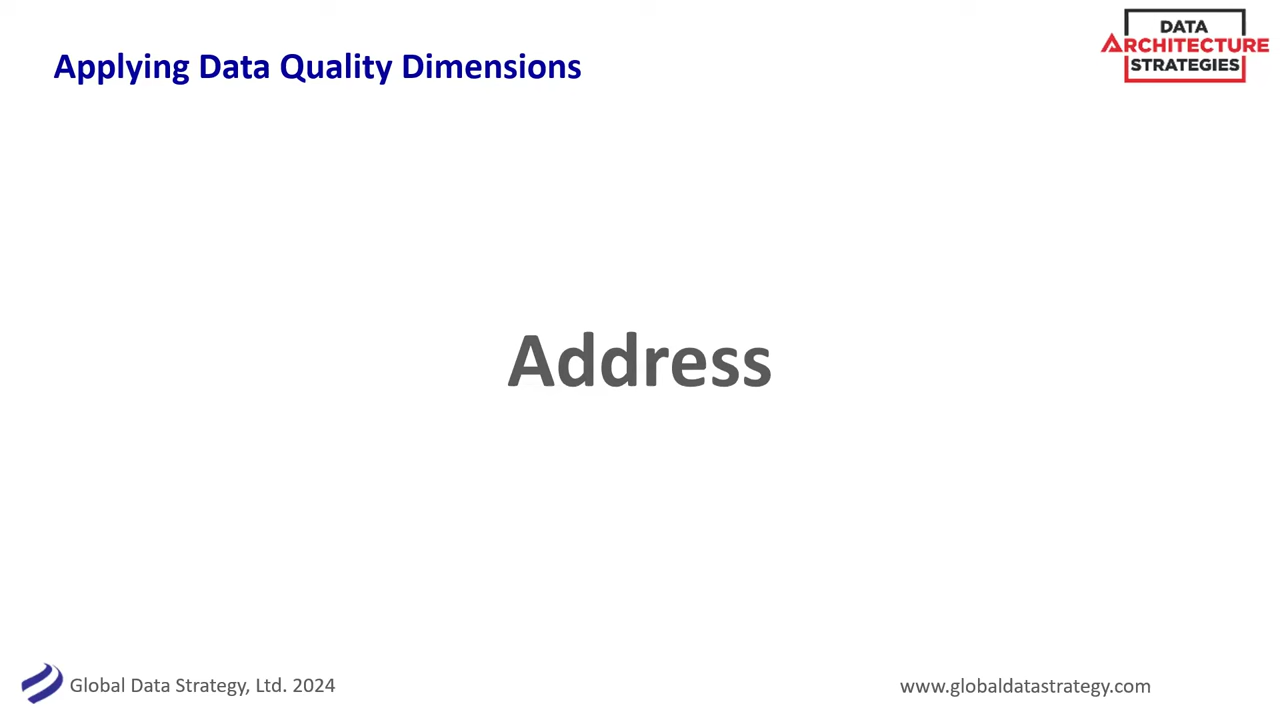 Applying Data Quality Dimensions
DATA
ARCHITECTURE
STRATEGIES
Address
Global Data Strategy, Ltd. 2024
www.globaldatastrategy.com